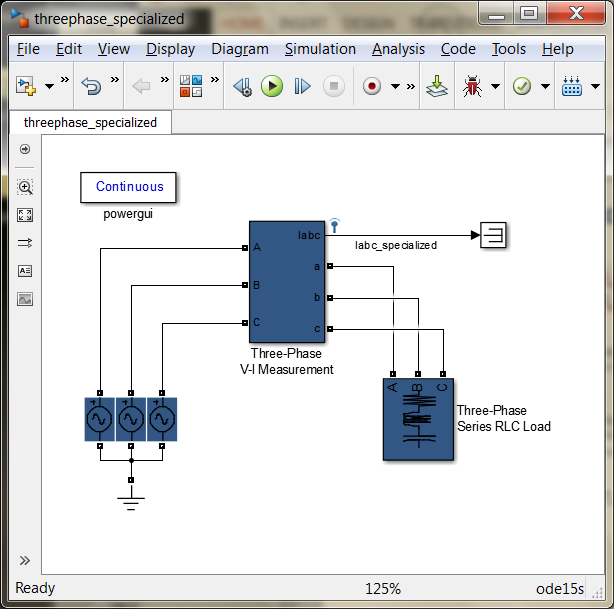 threephase_specialized
File Edit View Display Diagram Simulation Analysis Code Tools Help
threephase_specialized
Continuous
powergui
Iabc
Iabc_specialized
A
a
B
b
C
c
Three-Phase
V-I Measurement
A B C
Three-Phase
Series RLC Load
Ready 125% ode15s